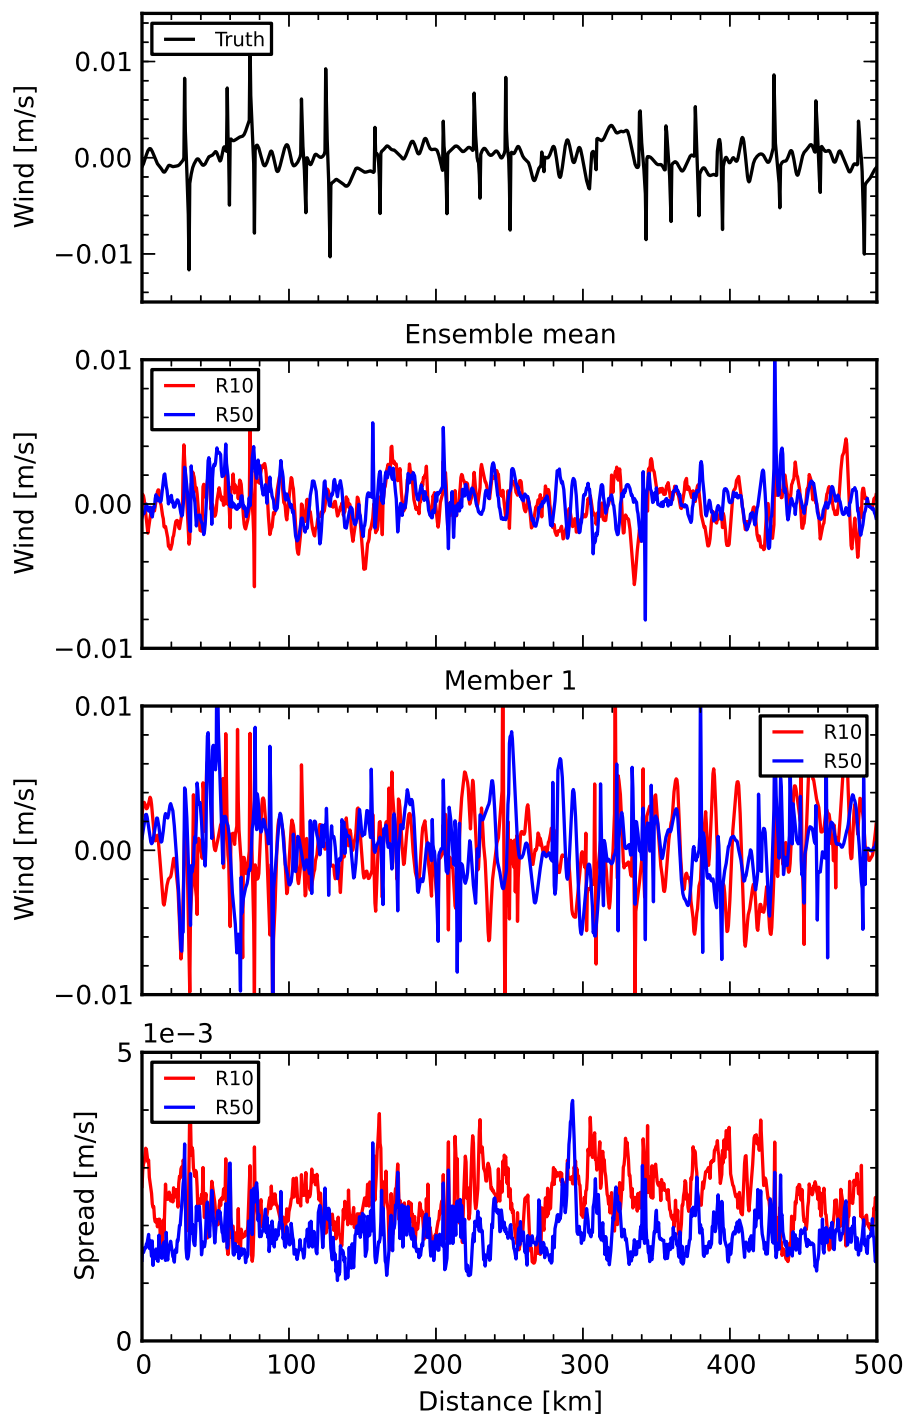 Truth
0.01
0.00
−0.01
Wind [m/s]
Ensemble mean
R10
R50
0.01
0.00
−0.01
Wind [m/s]
Member 1
R10
R50
0.01
0.00
−0.01
Wind [m/s]
1e−3
R10
R50
5
0
Spread [m/s]
0 100 200 300 400 500
Distance [km]